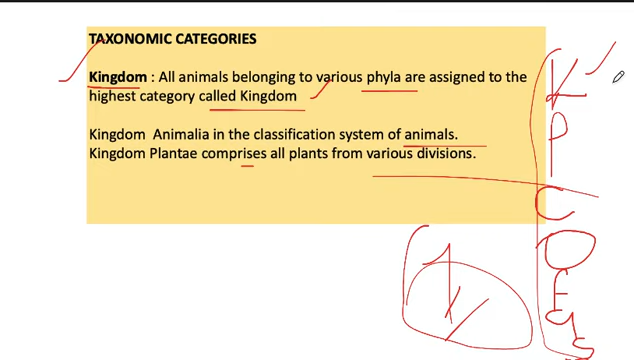 TAXONOMIC CATEGORIES
Kingdom : All animals belonging to various phyla are assigned to the
highest category called Kingdom
Kingdom Animalia in the classification system of animals.
Kingdom Plantae comprises all plants from various divisions.
K
P
C
O
F
G
S